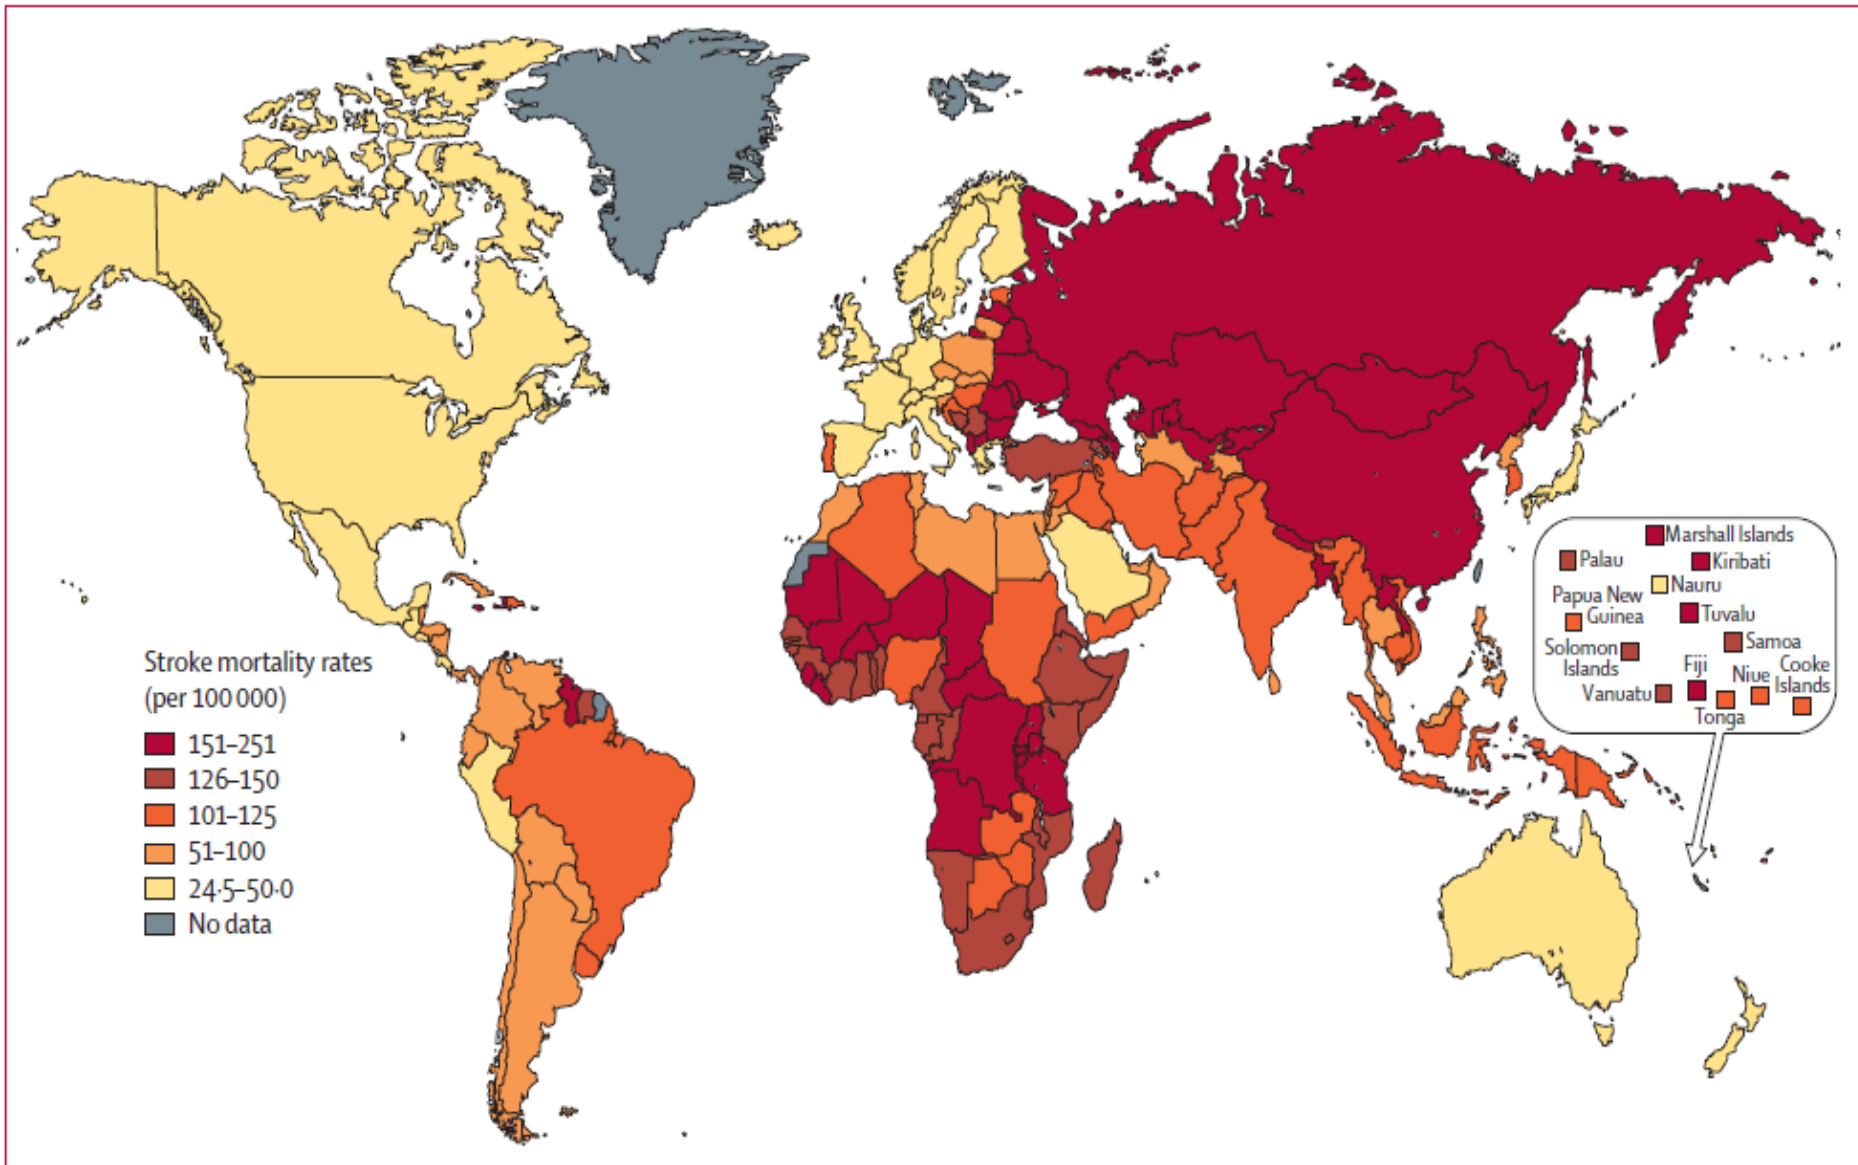 Stroke mortality rates
(per 100 000)
151–251
126–150
101–125
51–100
24·5–50·0
No data
Marshall Islands
Palau
Kiribati
Nauru
Papua New
Guinea
Tuvalu
Samoa
Solomon
Islands
Fiji
Niue
Cooke
Islands
Vanuatu
Tonga